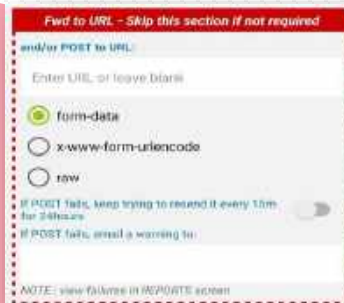 Fwd to URL - Skip this section if not required
and/or POST to URL:
Enter URL or leave blank
form-data
x-www-form-urlencode
raw
If POST fails, keep trying to resend it every 15m
for 24hours
If POST fails, email a warning to:
NOTE: view failures in REPORTS screen